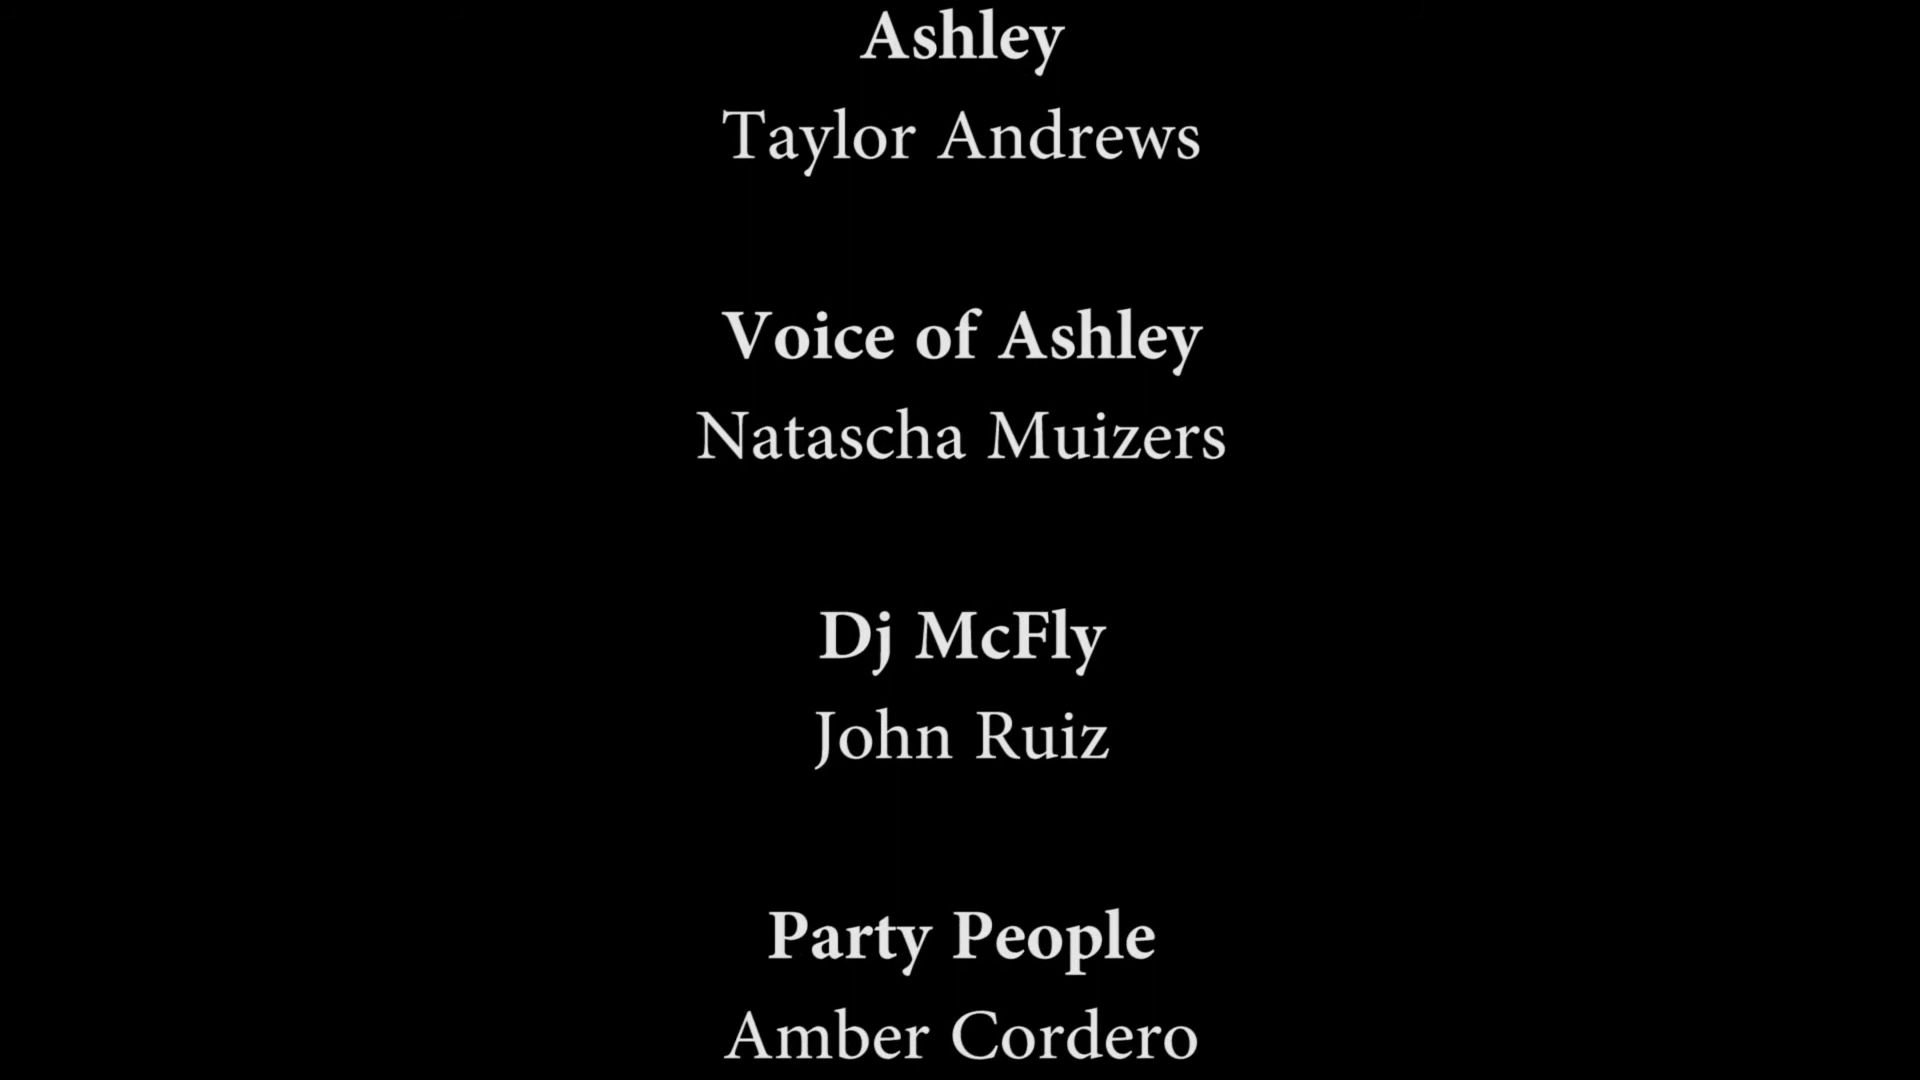 Ashley
Taylor Andrews
Voice of Ashley
Natascha Muizers
Dj McFly
John Ruiz
Party People
Amber Cordero